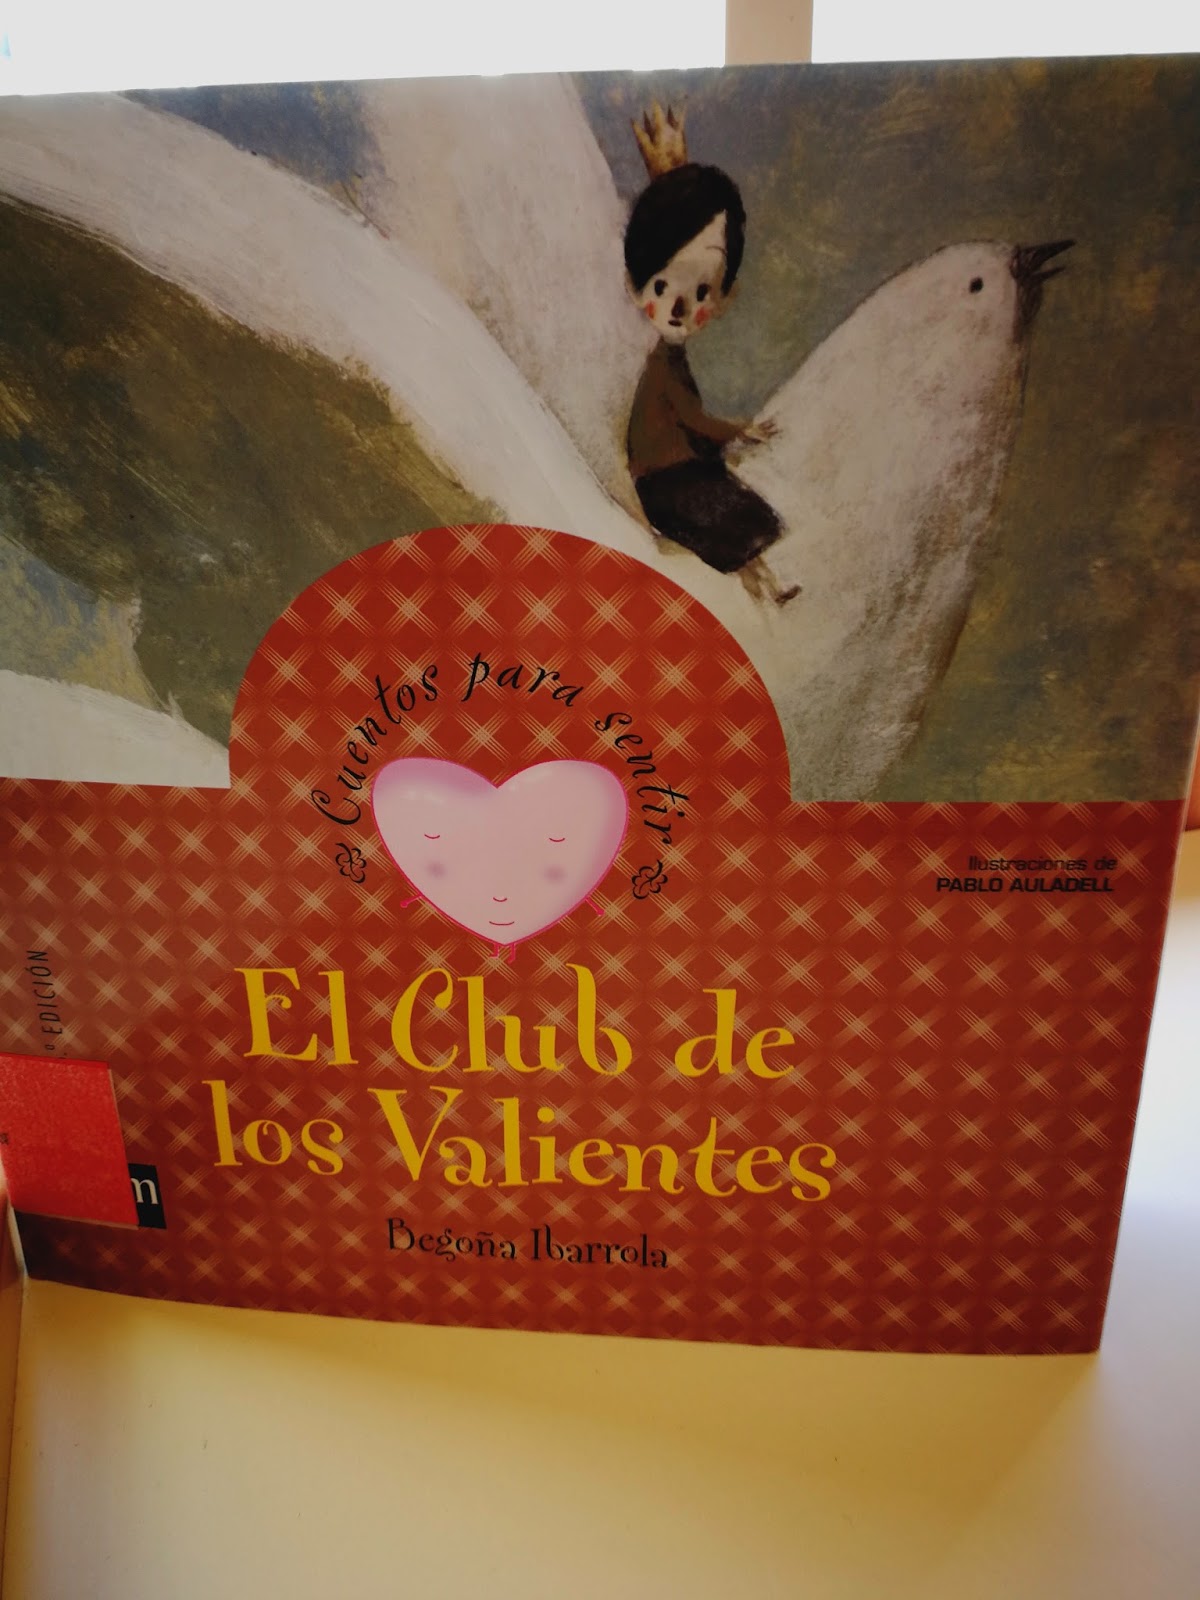 Cuentos para sentir
Ilustraciones de
PABLO AULADELL
El Club de
los Valientes
Begoña Ibarrola
EDICIÓN